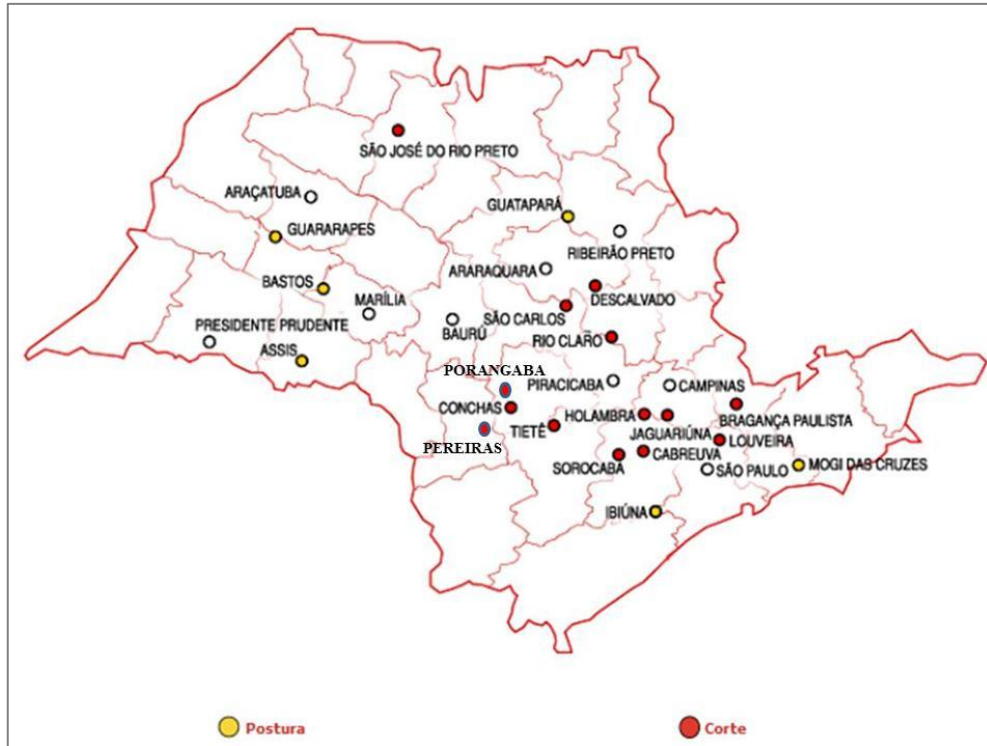 SÃO JOSÉ DO RIO PRETO
ARAÇATUBA
GUATAPARÁ
GUARARAPES
RIBEIRÃO PRETO
ARARAQUARA
BASTOS
DESCALVADO
MARÍLIA
SÃO CARLOS
PRESIDENTE PRUDENTE
BAURÚ
RIO CLARO
ASSIS
PORANGABA
PIRACICABA
CAMPINAS
CONCHAS
HOLAMBRA
BRAGANÇA PAULISTA
TIETÊ
JAGUARIÚNA
LOUVEIRA
PEREIRAS
CABREUVA
SOROCABA
SÃO PAULO
MOGI DAS CRUZES
IBIÚNA
Postura
Corte